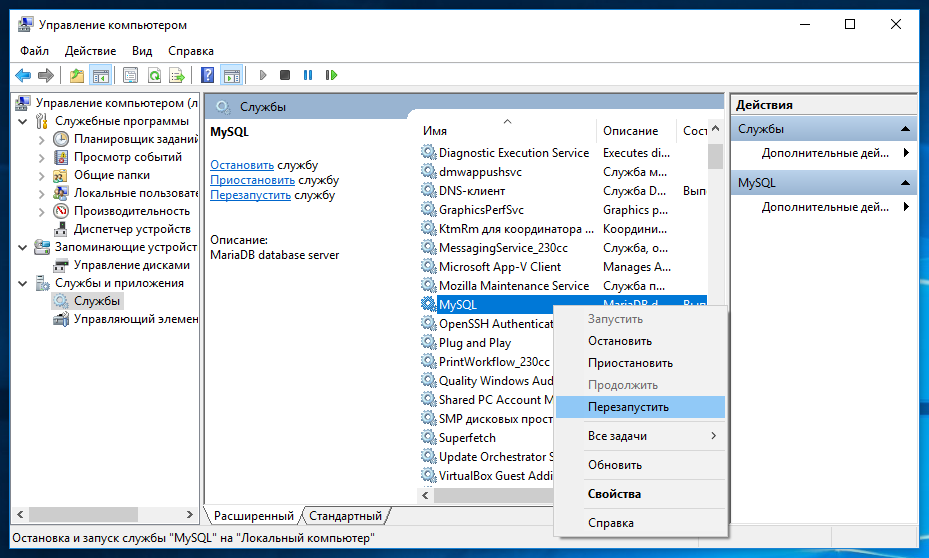 Управление компьютером
Файл Действие Вид Справка
Управление компьютером (л
Служебные программы
Планировщик заданий
Просмотр событий
Общие папки
Локальные пользовате
Производительность
Диспетчер устройств
Запоминающие устройст
Управление дисками
Службы и приложения
Службы
Управляющий элемен
Службы
MySQL
Остановить службу
Приостановить службу
Перезапустить службу
Описание:
MariaDB database server
Имя Описание Сост
Diagnostic Execution Service Executes di...
dmwappushsvc Служба м...
DNS-клиент Служба D... Вып
GraphicsPerfSvc Graphics p...
KtmRm для координатора ... Координи...
MessagingService_230cc Служба, о...
Microsoft App-V Client Manages A...
Mozilla Maintenance Service Служба п...
MySQL MariaDB d... Вып
OpenSSH Authenticat
Plug and Play
PrintWorkflow_230cc
Quality Windows Aud
Shared PC Account M
SMP дисковых прост
Superfetch
Update Orchestrator S
VirtualBox Guest Addi
Запустить
Остановить
Приостановить
Продолжить
Перезапустить
Все задачи
Обновить
Свойства
Справка
Расширенный Стандартный
Действия
Службы
Дополнительные дей...
MySQL
Дополнительные дей...
Остановка и запуск службы "MySQL" на "Локальный компьютер"